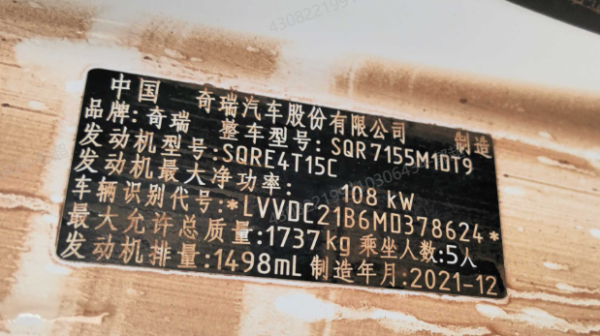 中国 奇瑞汽车股份有限公司 制造
品牌:奇瑞 整车型号:SQR7155M1DT9
发动机型号:SQRE4T15C
发动机最大净功率: 108 kW
车辆识别代号:*LVVDC21B6MD378624*
最大允许总质量:1737kg 乘坐人数:5人
发动机排量:1498mL 制造年月:2021-12